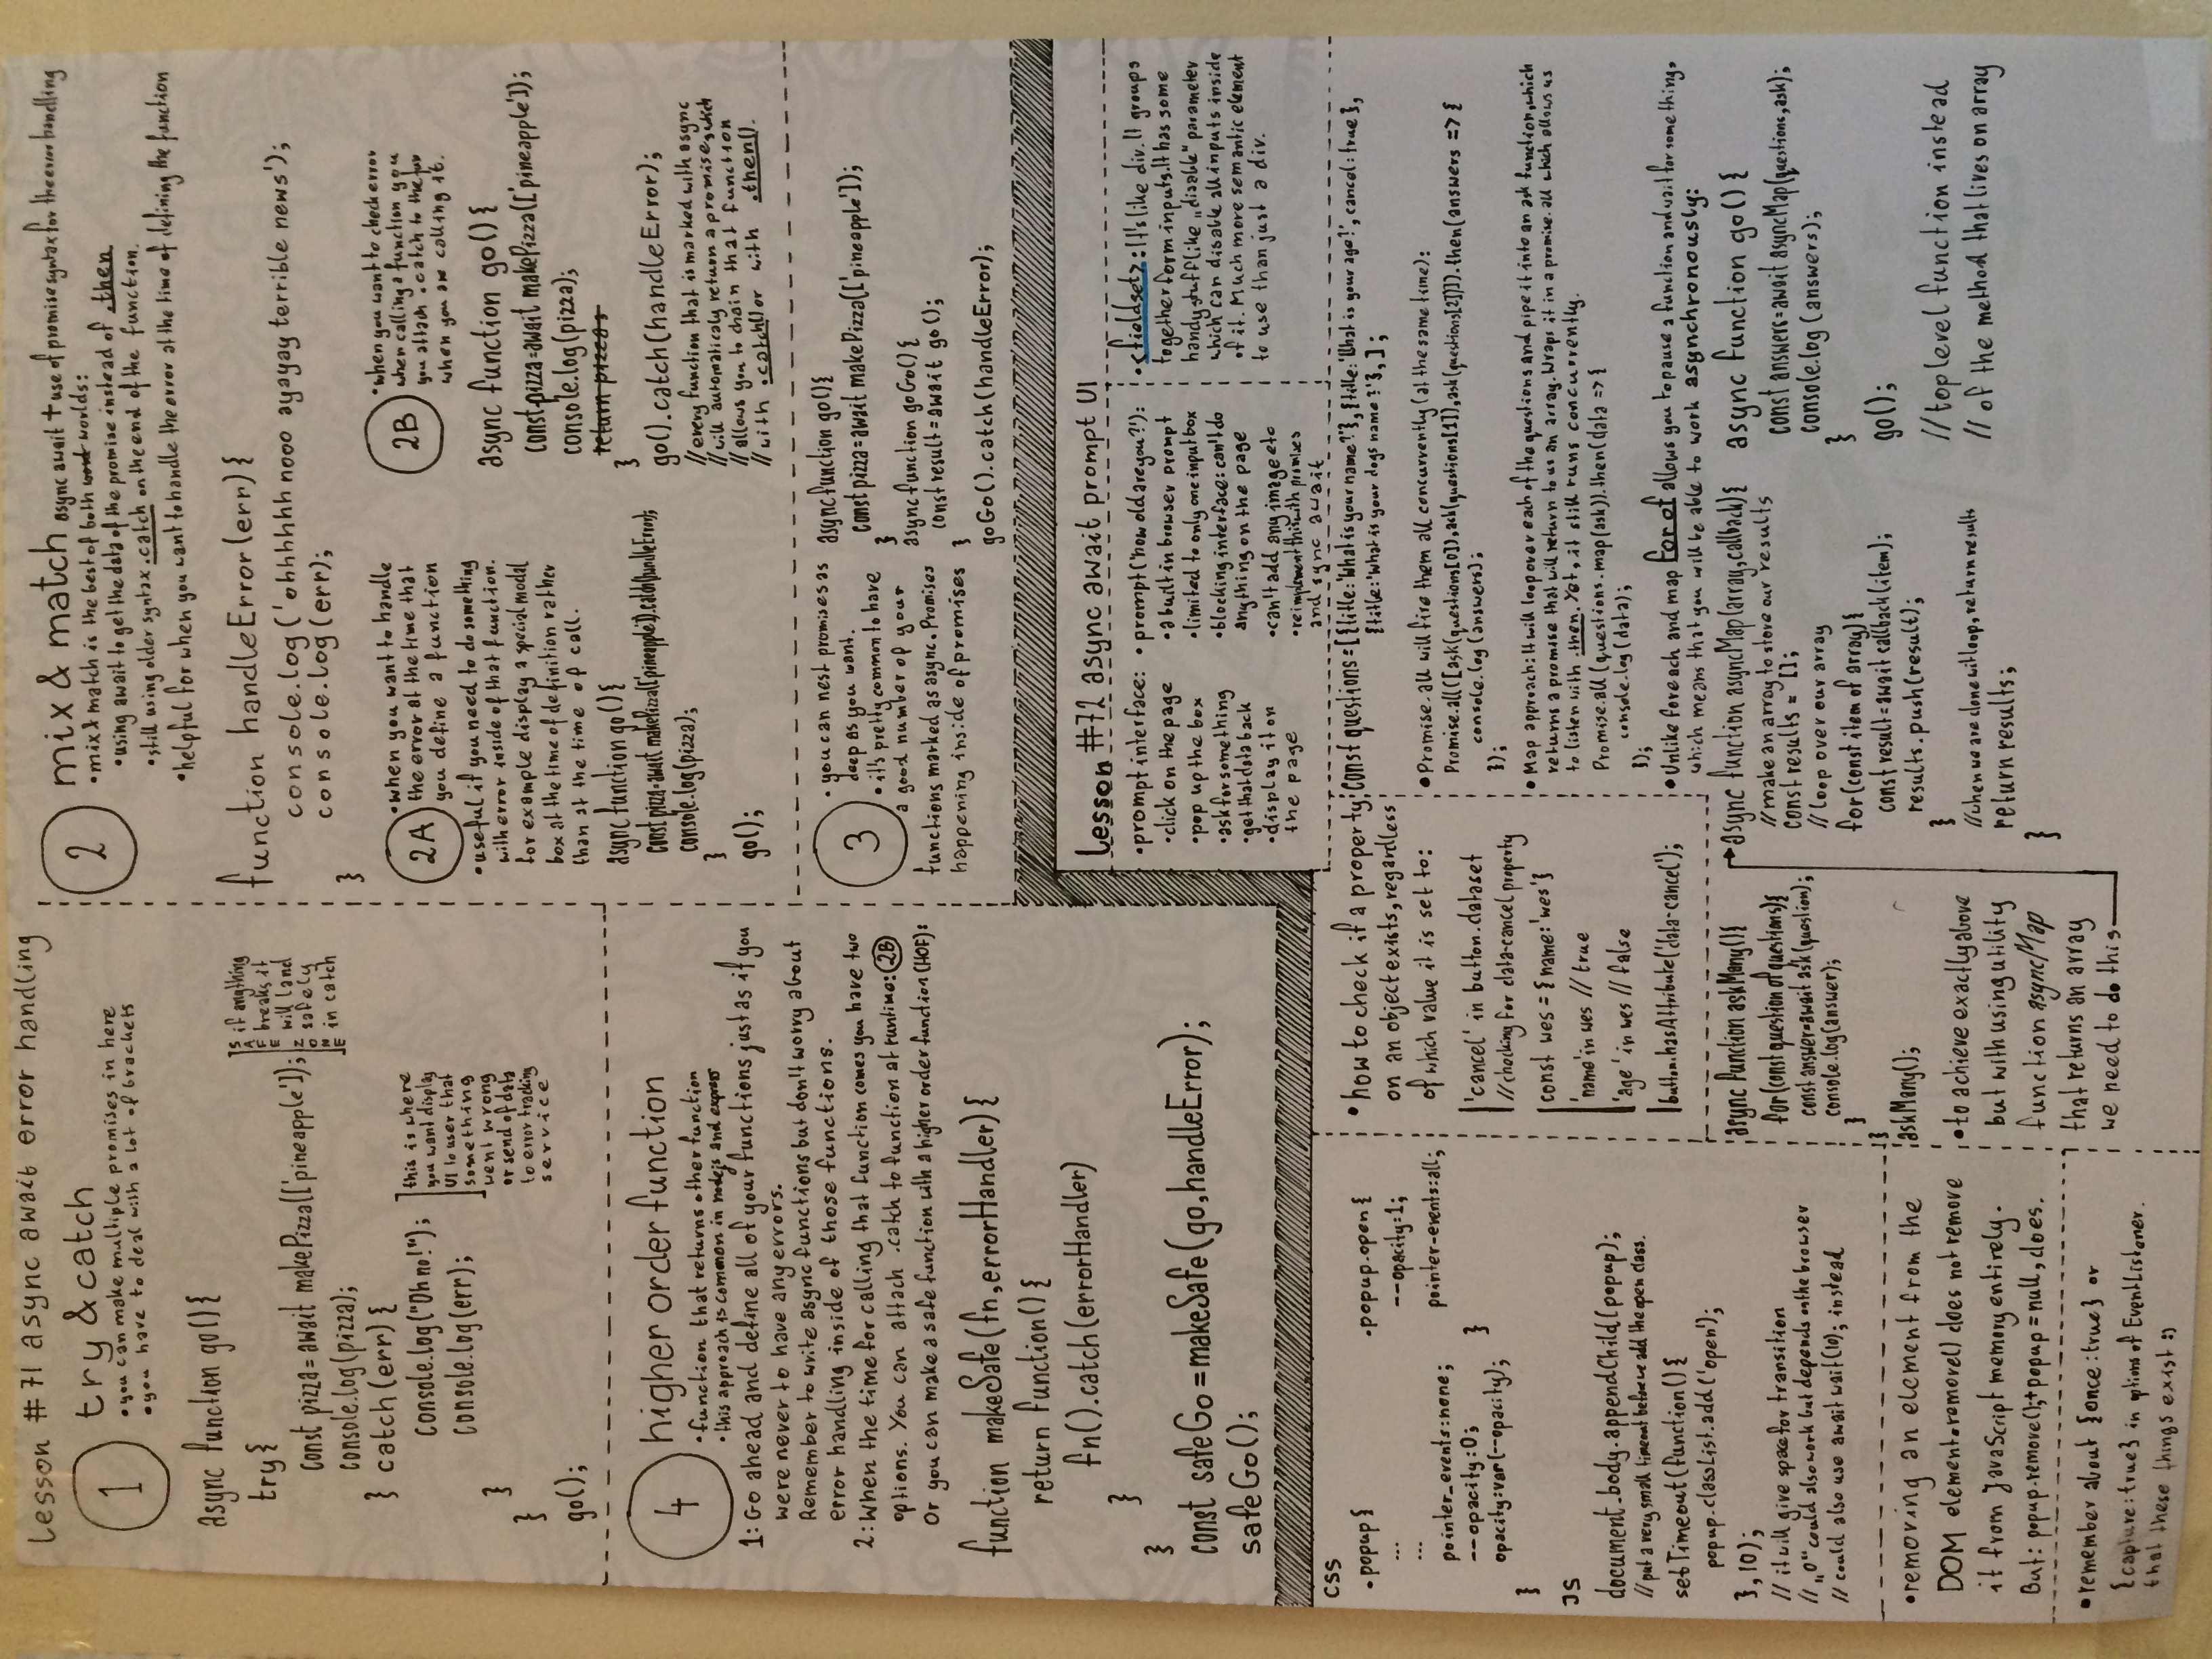 Lesson #71 async await error handling
1
try & catch
• you can make multiple promises in here
• you have to deal with a lot of brackets
async function go(){
try{
const pizza = await makePizza(['pineapple']);
console.log(pizza);
} catch(err){
console.log("Oh no!");
console.log(err);
}
}
go();
SAFE ZONE
if anything
breaks it
will land
safely
in catch
this is where
you want display
UI to user that
something
went wrong
or send of data
to error tracking
service
2
mix & match async await + use of promise syntax for the error handling
• mix & match is the best of both worlds:
• using await to get the data of the promise instead of .then
• still using older syntax .catch on the end of the function.
• helpful for when you want to handle the error at the time of defining the function
function handleError(err){
console.log('ohhhhhh nooo ayayay terrible news');
console.log(err);
}
2A
• when you want to handle
the error at the time that
you define a function
• useful if you need to do something
with error inside of that function.
for example display a special modal
box at the time of definition rather
than at the time of call.
async function go(){
const pizza=await makePizza(['pineapple']).catch(handleError);
console.log(pizza);
}
go();
2B
• when you want to check error
when calling a function you
attach .catch to the fun
when you are calling it.
async function go(){
const pizza=await makePizza(['pineapple']);
console.log(pizza);
return pizzas
}
go().catch(handleError);
//every function that is marked with async
//will automaticaly return a promise, which
//allows you to chain that function
//with .catch() or with .then().
3
• you can nest promises as
deep as you want.
• it's pretty common to have
a good number of your
functions marked as async. Promises
happening inside of promises
async function go(){
const pizza=await makePizza(['pineapple']);
}
async function goGo(){
const result=await go();
}
goGo().catch(handleError);
4
higher order function
• function that returns other function
• this approach is common in nodejs and express
1: Go ahead and define all of your functions just as if you
were never to have any errors.
Remember to write async functions but don't worry about
error handling inside of those functions.
2: When the time for calling that function comes you have two
options. You can attach .catch to function at runtime: 2B
Or you can make a safe function with a higher order function (HOF):
function makeSafe(fn,errorHandler){
return function(){
fn().catch(errorHandler)
}
}
const safeGo=makeSafe(go,handleError);
safeGo();
Lesson #72 async await prompt UI
• prompt interface:
• click on the page
• pop up the box
• ask for something
• get that data back
• display it on
the page
• prompt('how old are you?'):
• a built in browser prompt
• limited to only one input box
• blocking interface: can't do
anything on the page
• can't add any image etc
• reimplement this with promises
and sync await
• <fieldset>: It's like div. It groups
together form inputs. It has some
handy stuff like „disable" parameter
which can disable all inputs inside
of it. Much more semantic element
to use than just a div.
CSS
.popup{
...
...
pointer_events:none;
--opacity:0;
opacity:var(--opacity);
}
.popup.open{
--opacity:1;
pointer-events:all;
}
JS
document.body.appendChild(popup);
//put a very small timeout before we add the open class.
setTimeout(function(){
popup.classList.add('open');
},10);
// it will give space for transition
// „0" could also work but depends on the browser
// could also use await wait(10); instead
• removing an element from the
DOM element.remove() does not remove
it from JavaScript memory entirely.
But: popup.remove();+popup=null, does.
• remember about {once:true} or
{capture:true} in options of EventListener.
that these things exist :)
• how to check if a property
on an object exists, regardless
of which value it is set to:
'cancel' in button.dataset
//checking for data-cancel property
const wes = {name:'wes'}
'name' in wes // true
'age' in wes // false
button.hasAttribute('data-cancel');
const questions=[{title:'What is your name?'}, {title:'What is your age?', cancel:true},
{title:'What is your dogs name?'}, ];
• Promise.all will fire them all concurrently (at the same time):
Promise.all([ask(questions[0]),ask(questions[1]),ask(questions[2])]).then(answers => {
console.log(answers);
});
• Map approach: It will loop over each of the questions and pipe it into an ask function, which
returns a promise that will return to us an array. Wraps it in a promise.all which allows us
to listen with .then. Yet, it still runs concurrently.
Promise.all(questions.map(ask)).then(data => {
console.log(data);
});
• Unlike foreach and map for of allows you to pause a function and wait for something,
which means that you will be able to work asynchronously:
async function askMany(){
for(const question of questions){
const answer=await ask(question);
console.log(answer);
}
}
askMany();
• to achieve exactly above
but with using utility
function asyncMap
that returns an array
we need to do this
async function asyncMap(array,callback){
//make an array to store our results
const results = [];
// loop over our array
for(const item of array){
const result=await callback(item);
results.push(result);
}
//when we are done wit loop, return results
return results;
}
async function go(){
const answers=await asyncMap(questions,ask);
console.log(answers);
}
go();
//top level function instead
// of the method that lives on array